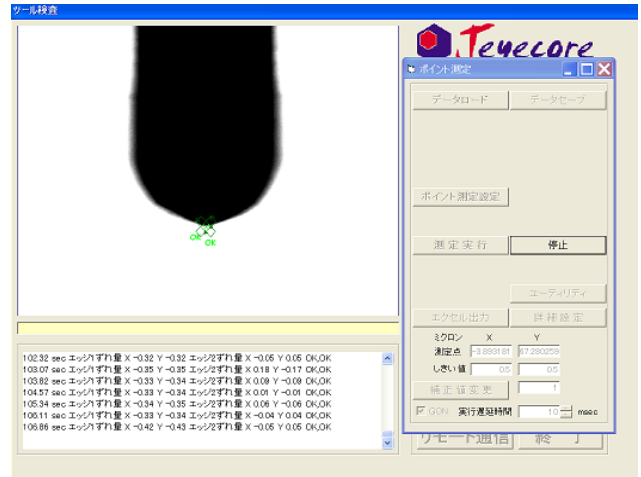 ツール検査
Teyecore
ポイント測定
データロード データセーブ
ポイント測定設定
測定実行 停止
ユーティリティ
エクセル出力 詳細設定
ミクロン X Y
測定点 -3.893181 67.280259
しきい値 0.5 0.5
補正値変更 1
GON 実行遅延時間 10 msec
リモート通信 終了
OK
OK
102.32 sec エッジ1ずれ量 X -0.32 Y -0.32 エッジ2ずれ量 X -0.05 Y 0.05 OK,OK
103.07 sec エッジ1ずれ量 X -0.35 Y -0.35 エッジ2ずれ量 X 0.18 Y -0.17 OK,OK
103.82 sec エッジ1ずれ量 X -0.33 Y -0.34 エッジ2ずれ量 X 0.09 Y -0.09 OK,OK
104.57 sec エッジ1ずれ量 X -0.33 Y -0.34 エッジ2ずれ量 X 0.01 Y -0.01 OK,OK
105.34 sec エッジ1ずれ量 X -0.34 Y -0.35 エッジ2ずれ量 X 0.06 Y -0.06 OK,OK
106.11 sec エッジ1ずれ量 X -0.33 Y -0.34 エッジ2ずれ量 X -0.04 Y 0.04 OK,OK
106.86 sec エッジ1ずれ量 X -0.42 Y -0.43 エッジ2ずれ量 X 0.05 Y 0.05 OK,OK